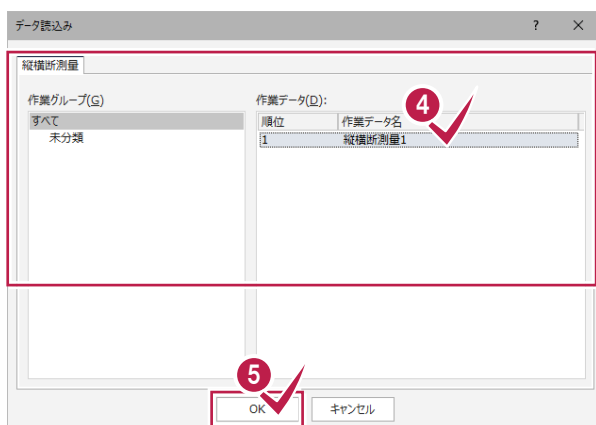 データ読込み ? ×
縦横断測量
作業グループ(G)
すべて
未分類
作業データ(D):
順位 作業データ名
1 縦横断測量1
4
5
OK キャンセル